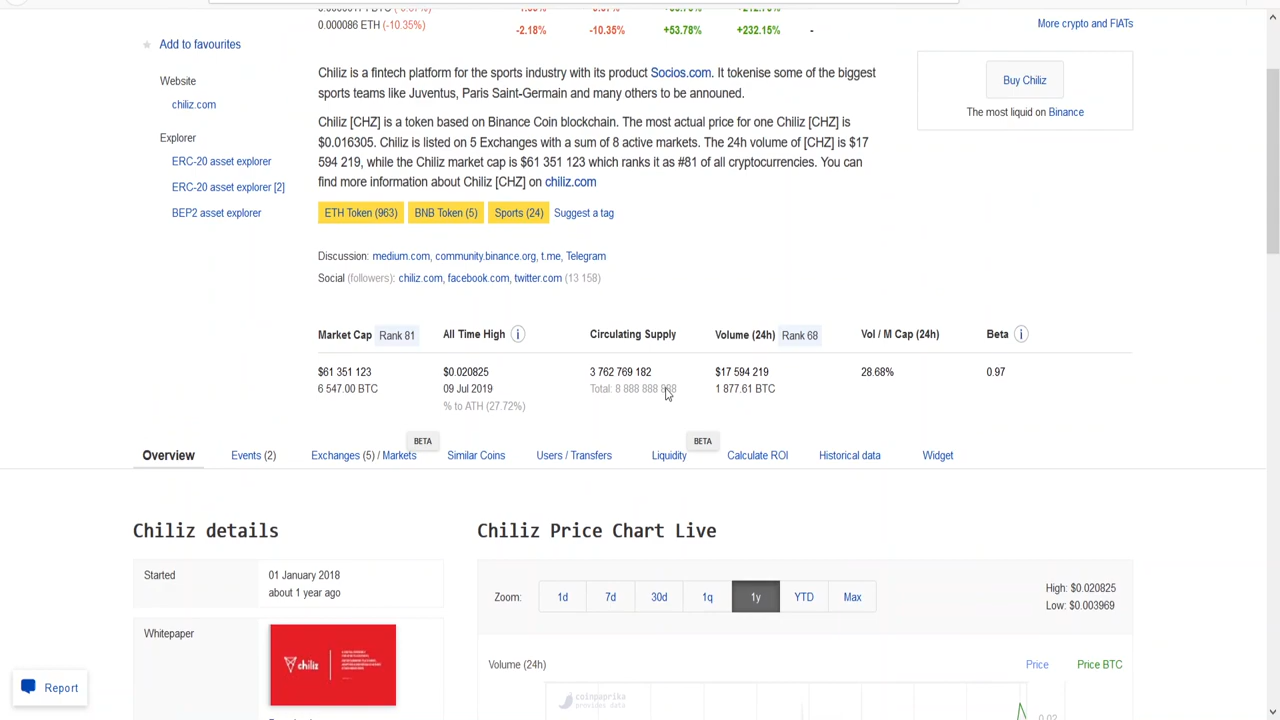 0.000086 ETH (-10.35%)
-2.18% -10.35% +53.78% +232.15% -
More crypto and FIATs
Add to favourites
Website
chiliz.com
Explorer
ERC-20 asset explorer
ERC-20 asset explorer [2]
BEP2 asset explorer
Chiliz is a fintech platform for the sports industry with its product Socios.com. It tokenise some of the biggest
sports teams like Juventus, Paris Saint-Germain and many others to be announed.
Chiliz [CHZ] is a token based on Binance Coin blockchain. The most actual price for one Chiliz [CHZ] is
$0.016305. Chiliz is listed on 5 Exchanges with a sum of 8 active markets. The 24h volume of [CHZ] is $17
594 219, while the Chiliz market cap is $61 351 123 which ranks it as #81 of all cryptocurrencies. You can
find more information about Chiliz [CHZ] on chiliz.com
Buy Chiliz
The most liquid on Binance
ETH Token (963) BNB Token (5) Sports (24) Suggest a tag
Discussion: medium.com, community.binance.org, t.me, Telegram
Social (followers): chiliz.com, facebook.com, twitter.com (13 158)
Market Cap Rank 81 All Time High i Circulating Supply Volume (24h) Rank 68 Vol / M Cap (24h) Beta i
$61 351 123 $0.020825 3 762 769 182 $17 594 219 28.68% 0.97
6 547.00 BTC 09 Jul 2019 Total: 8 888 888 888 1 877.61 BTC
% to ATH (27.72%)
BETA BETA
Overview Events (2) Exchanges (5) / Markets Similar Coins Users / Transfers Liquidity Calculate ROI Historical data Widget
Chiliz details
Started 01 January 2018
about 1 year ago
Whitepaper
chiliz
Chiliz Price Chart Live
Zoom: 1d 7d 30d 1q 1y YTD Max
High: $0.020825
Low: $0.003969
Volume (24h) Price Price BTC
coinpaprika
provides data
0.02
Report